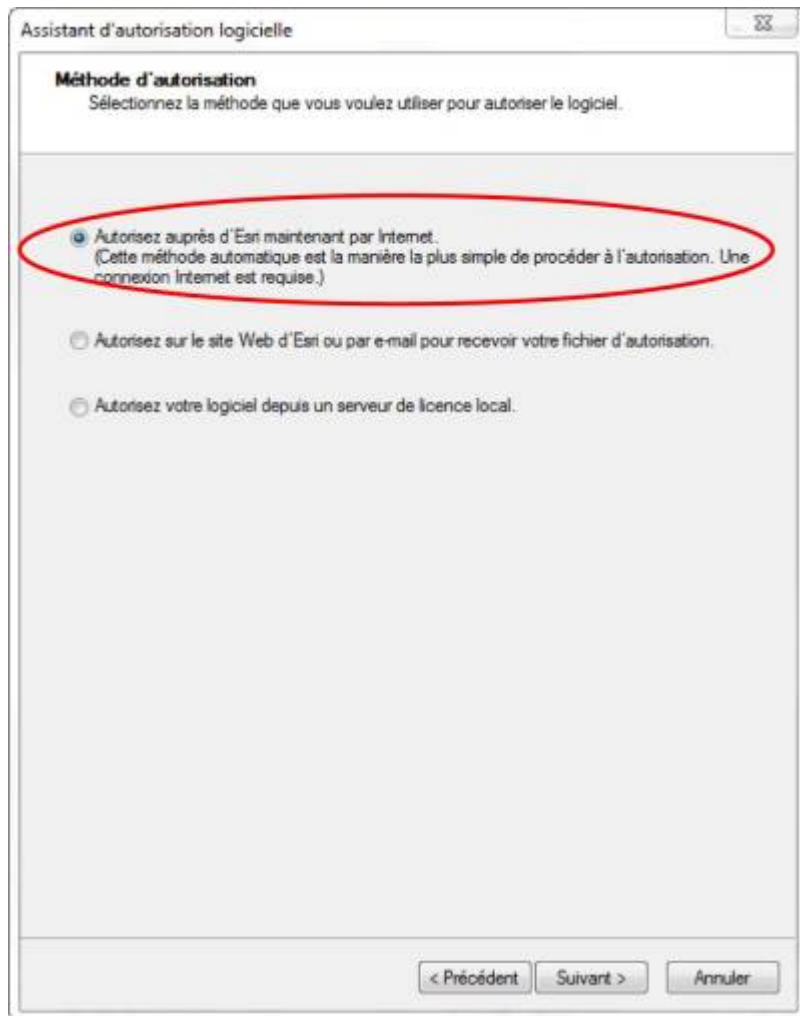 Assistant d'autorisation logicielle
Méthode d'autorisation
Sélectionnez la méthode que vous voulez utiliser pour autoriser le logiciel.
Autorisez auprès d'Esri maintenant par Internet.
(Cette méthode automatique est la manière la plus simple de procéder à l'autorisation. Une
connexion Internet est requise.)
Autorisez sur le site Web d'Esri ou par e-mail pour recevoir votre fichier d'autorisation.
Autorisez votre logiciel depuis un serveur de licence local.
< Précédent Suivant > Annuler